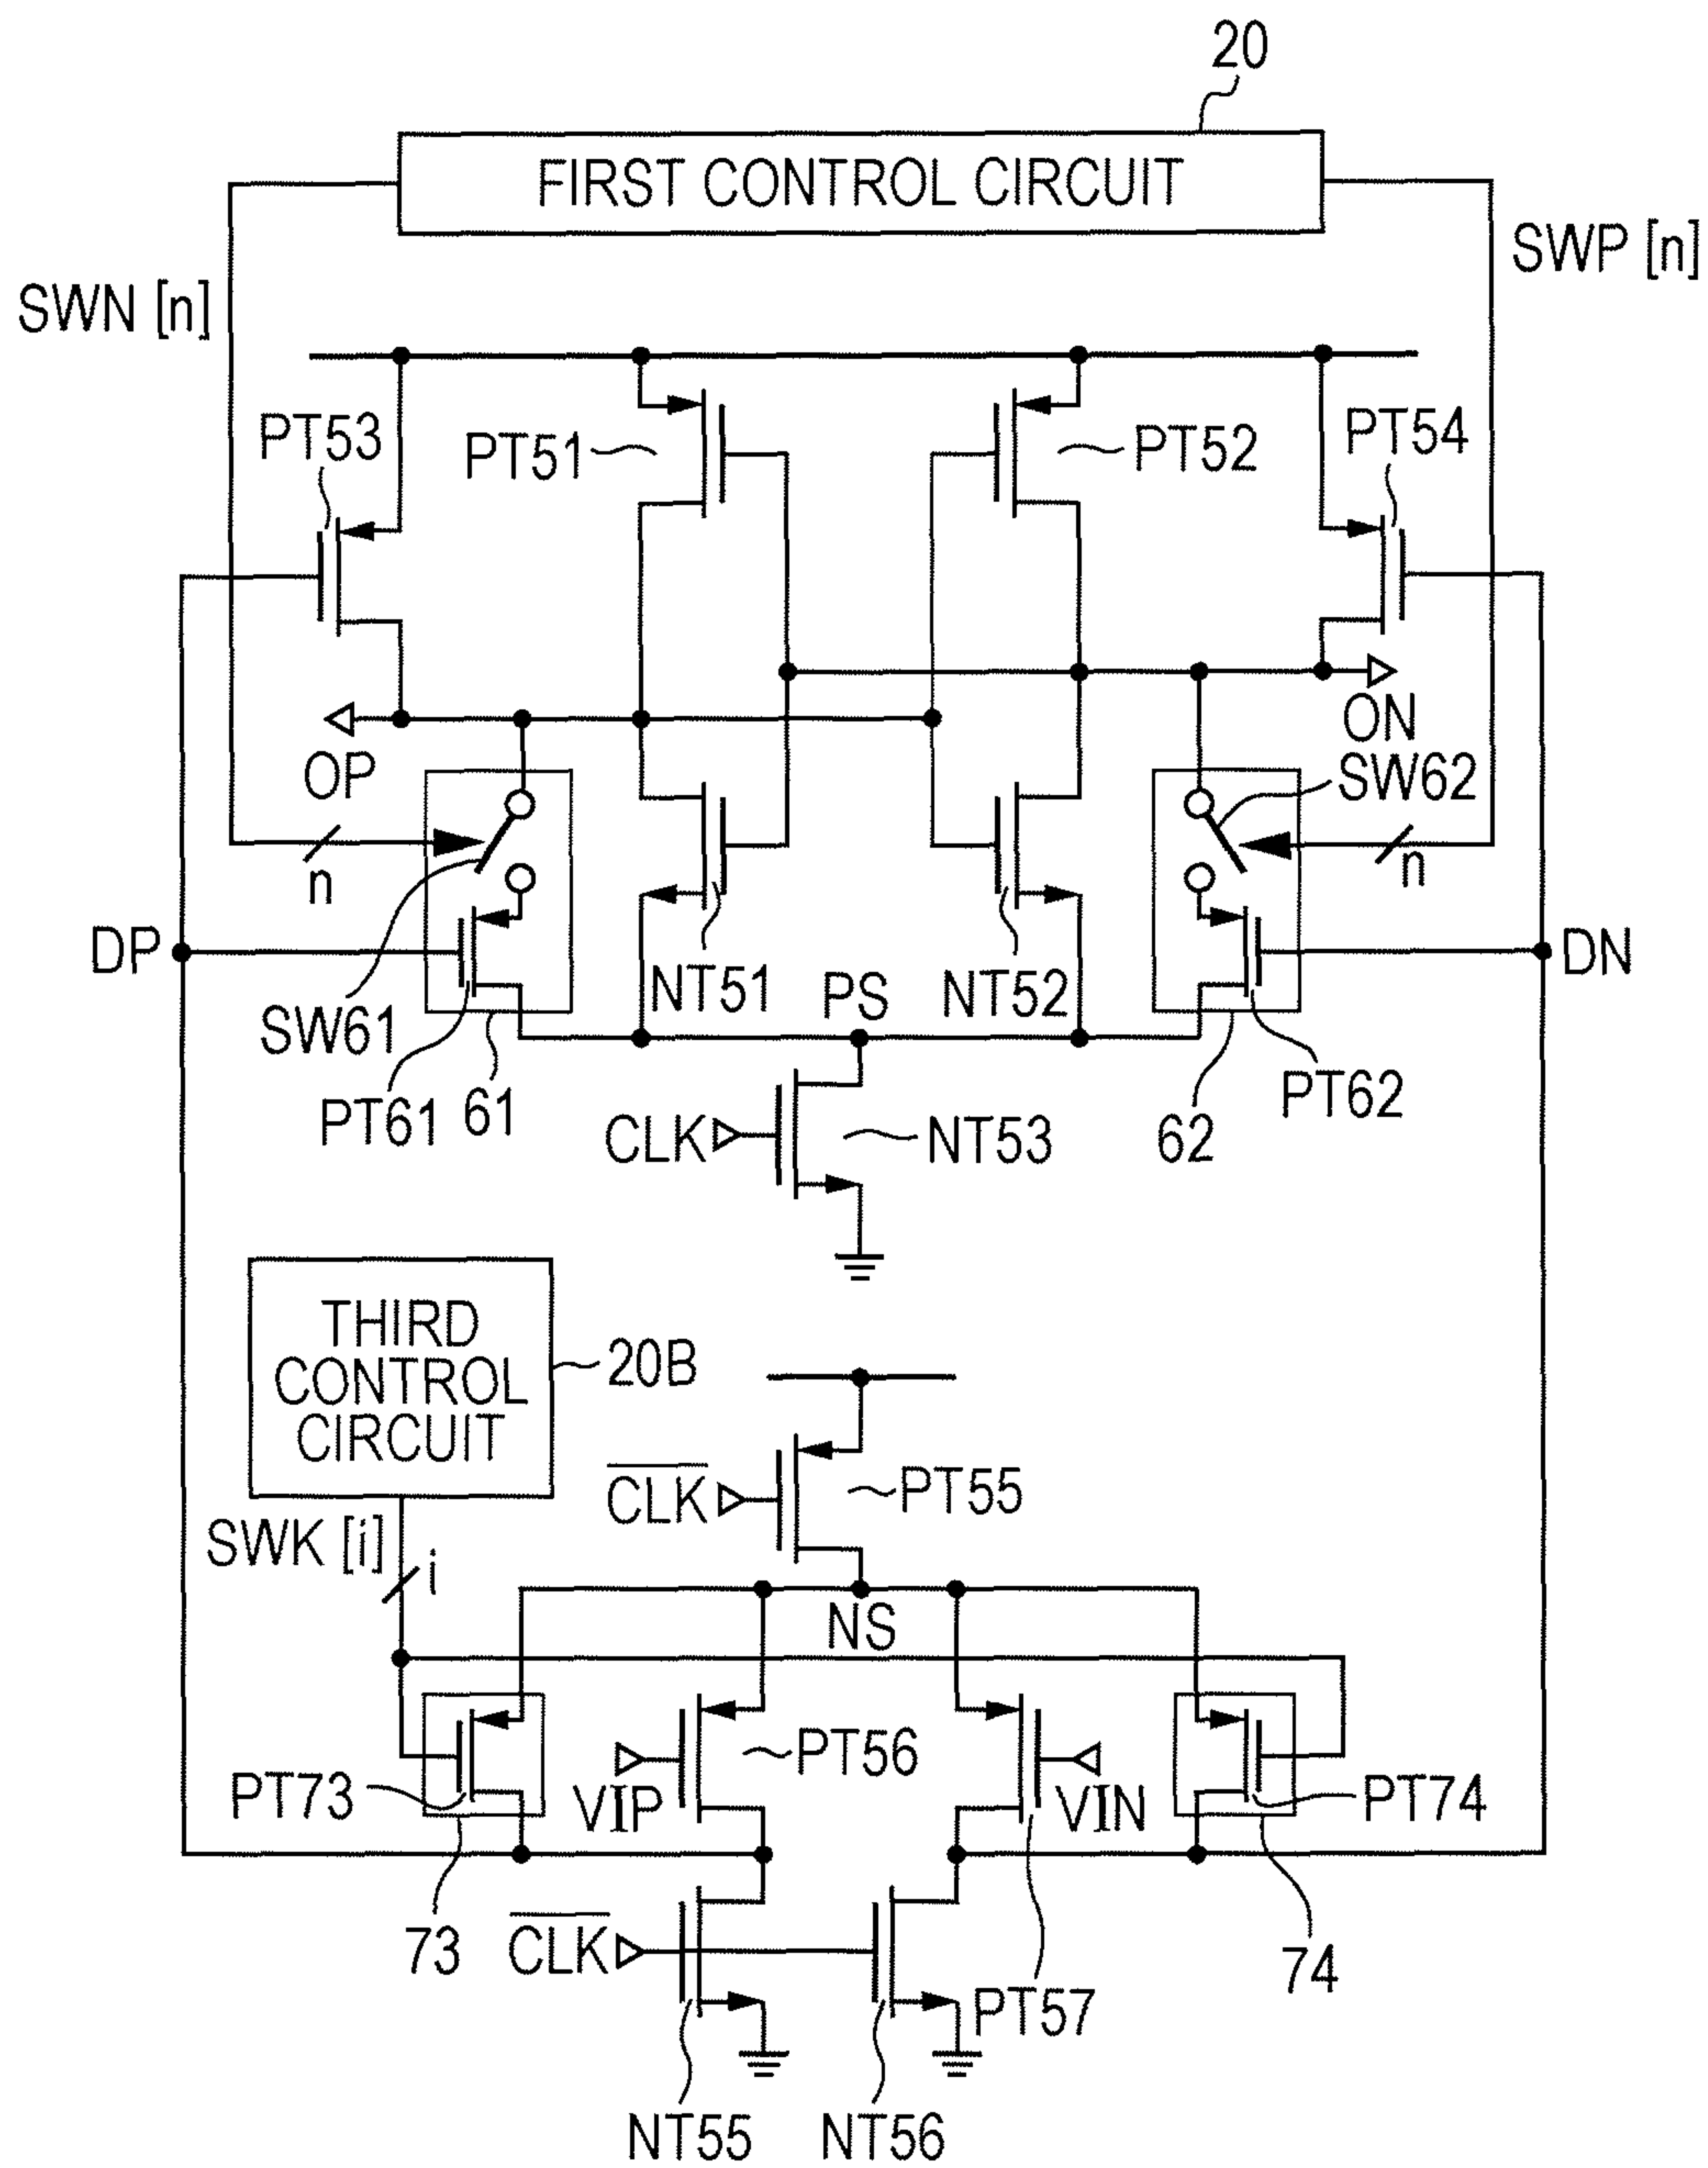 20
FIRST CONTROL CIRCUIT
SWP [n]
SWN [n]
PT53
PT51
PT52
PT54
OP
ON
SW62
n
n
DP
DN
SW61
NT51
PS
NT52
PT61
61
PT62
62
CLK
NT53
THIRD
CONTROL
CIRCUIT
20B
CLK
PT55
SWK [i]
i
NS
PT73
VIP
PT56
VIN
PT74
73
CLK
74
PT57
NT55
NT56